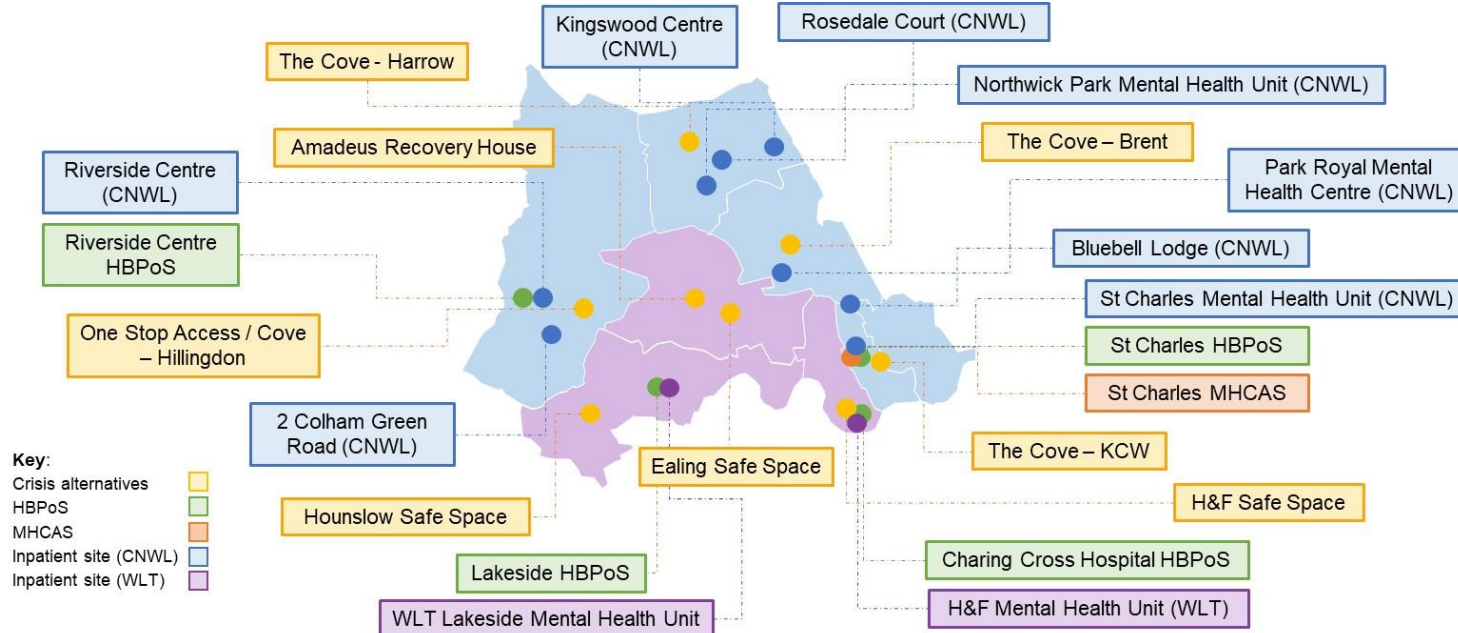 Kingswood Centre
(CNWL)
Rosedale Court (CNWL)
The Cove - Harrow
Northwick Park Mental Health Unit (CNWL)
Amadeus Recovery House
The Cove – Brent
Riverside Centre
(CNWL)
Park Royal Mental
Health Centre (CNWL)
Riverside Centre
HBPoS
Bluebell Lodge (CNWL)
St Charles Mental Health Unit (CNWL)
One Stop Access / Cove
– Hillingdon
St Charles HBPoS
St Charles MHCAS
2 Colham Green
Road (CNWL)
The Cove – KCW
Ealing Safe Space
Hounslow Safe Space
H&F Safe Space
Lakeside HBPoS
Charing Cross Hospital HBPoS
WLT Lakeside Mental Health Unit
H&F Mental Health Unit (WLT)
Key:
Crisis alternatives
HBPoS
MHCAS
Inpatient site (CNWL)
Inpatient site (WLT)